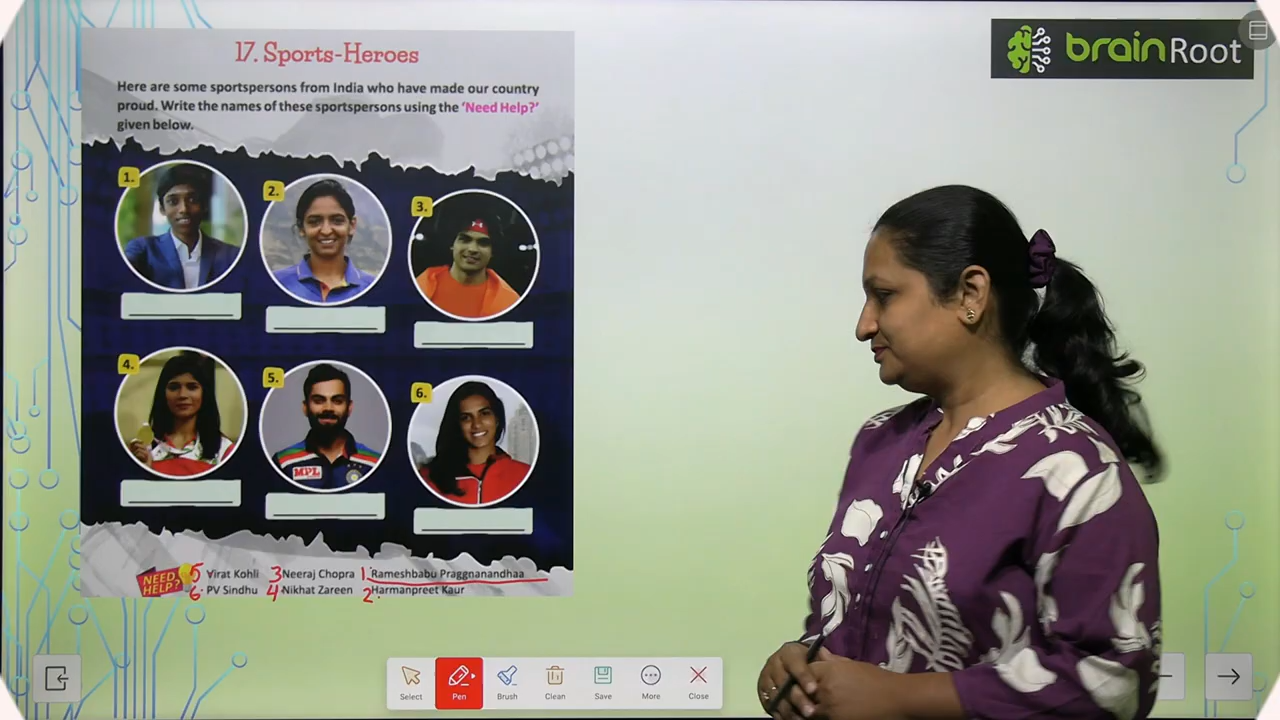 17. Sports-Heroes
brainRoot
Here are some sportspersons from India who have made our country
proud. Write the names of these sportspersons using the 'Need Help?'
given below.
1.
2.
3.
4.
5.
6.
MPL
NEED HELP?
5 Virat Kohli 3 Neeraj Chopra 1. Rameshbabu Praggnanandhaa
6. PV Sindhu 4. Nikhat Zareen 2. Harmanpreet Kaur
Select Pen Brush Clean Save More Close